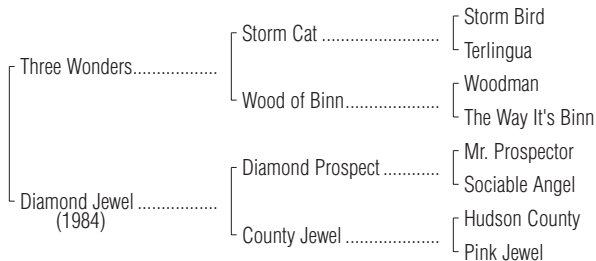 Storm Bird
Storm Cat ........................
Terlingua
Three Wonders.................
Woodman
Wood of Binn...................
The Way It's Binn
Mr. Prospector
Diamond Prospect ............
Sociable Angel
Diamond Jewel ................
(1984)
Hudson County
County Jewel ...................
Pink Jewel